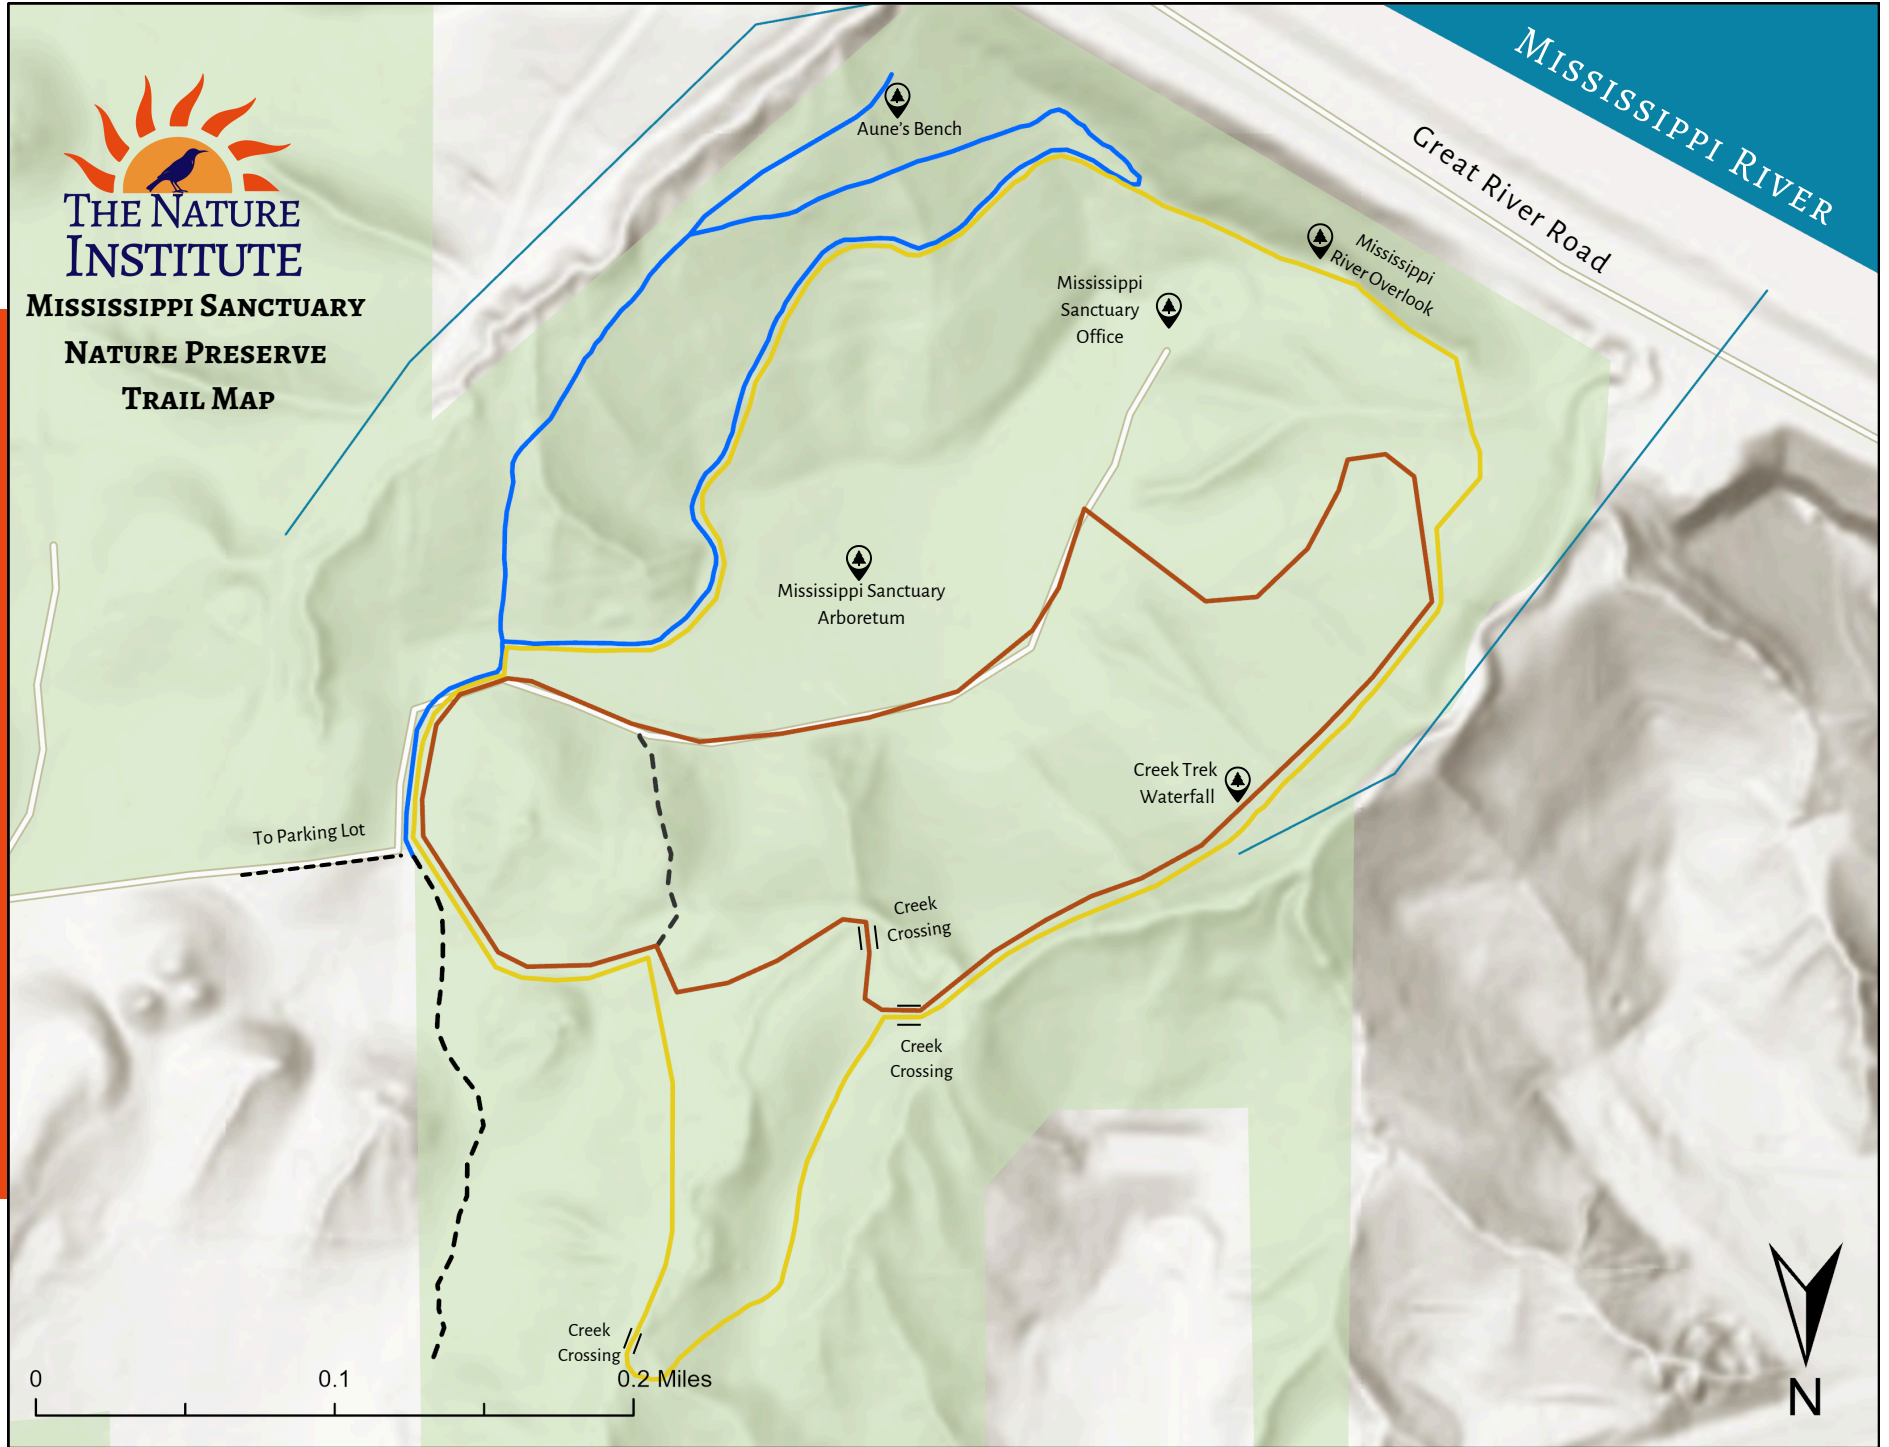 The Nature
Institute
Mississippi Sanctuary
Nature Preserve
Trail Map
Mississippi River
Great River Road
Aune's Bench
Mississippi
River Overlook
Mississippi
Sanctuary
Office
Mississippi Sanctuary
Arboretum
Creek Trek
Waterfall
To Parking Lot
Creek
Crossing
Creek
Crossing
Creek
Crossing
0 0.1 0.2 Miles
N